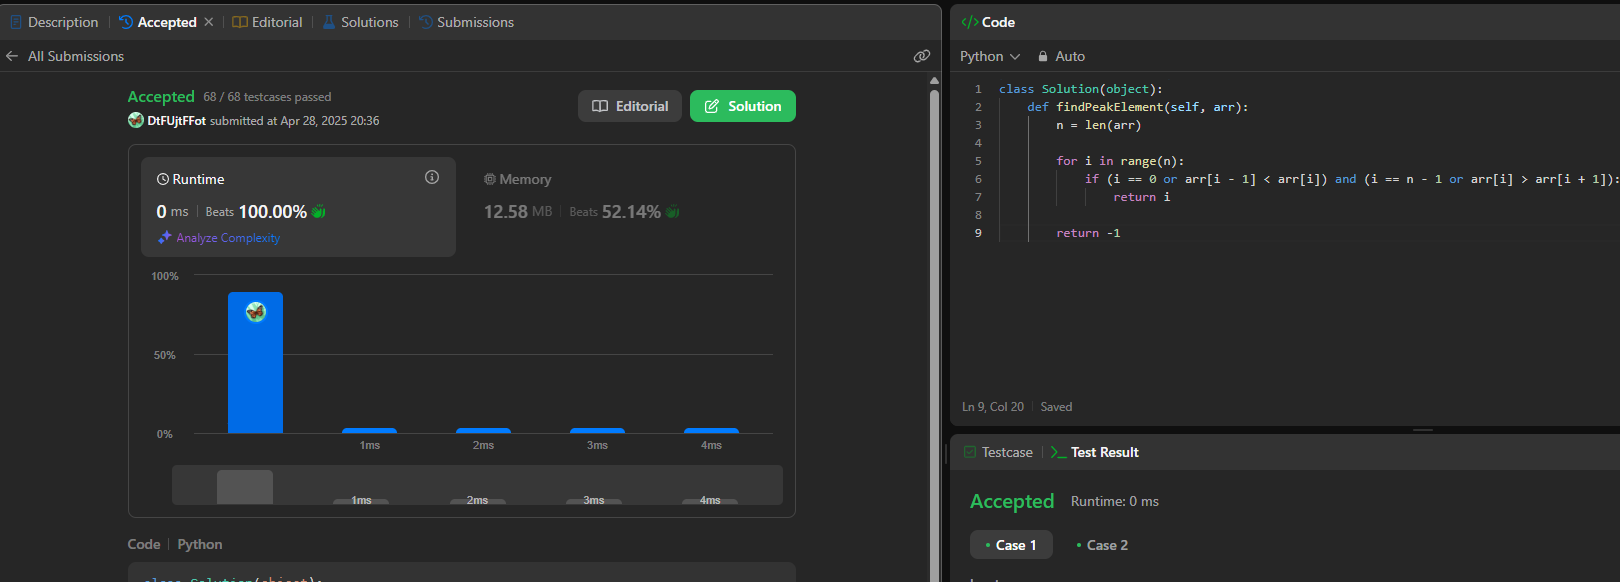 Description
Accepted
Editorial
Solutions
Submissions
All Submissions
Accepted 68 / 68 testcases passed
DtFUjtFFot submitted at Apr 28, 2025 20:36
Editorial
Solution
Runtime
0 ms Beats 100.00%
Analyze Complexity
Memory
12.58 MB Beats 52.14%
100%
50%
0%
1ms 2ms 3ms 4ms
1ms 2ms 3ms 4ms
Code Python
class Solution(object):
</> Code
Python Auto
1 class Solution(object):
2     def findPeakElement(self, arr):
3         n = len(arr)
4
5         for i in range(n):
6             if (i == 0 or arr[i - 1] < arr[i]) and (i == n - 1 or arr[i] > arr[i + 1]):
7                 return i
8
9         return -1
Ln 9, Col 20 Saved
Testcase
>_ Test Result
Accepted Runtime: 0 ms
• Case 1 • Case 2